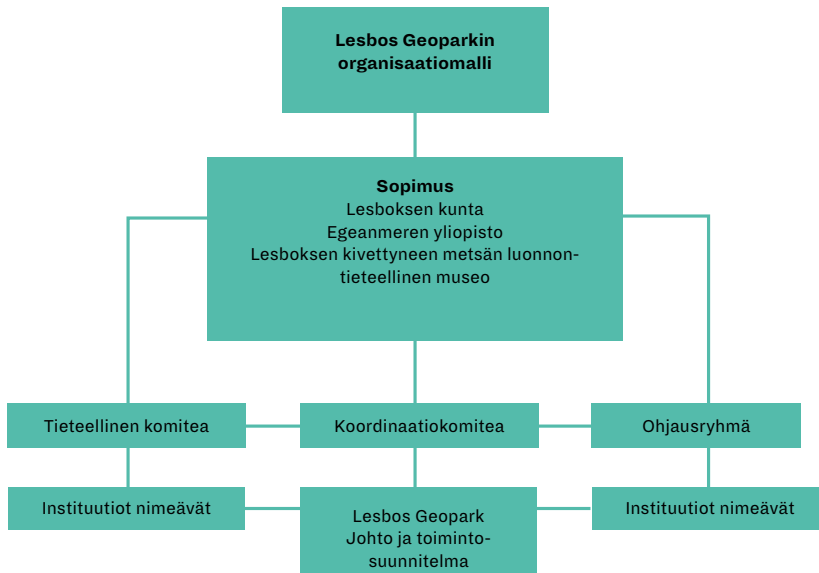 Lesbos Geoparkin
organisaatiomalli
Sopimus
Lesboksen kunta
Egeanmeren yliopisto
Lesboksen kivettyneen metsän luonnon-
tieteellinen museo
Tieteellinen komitea
Koordinaatiokomitea
Ohjausryhmä
Instituutiot nimeävät
Lesbos Geopark
Johto ja toiminto-
suunnitelma
Instituutiot nimeävät